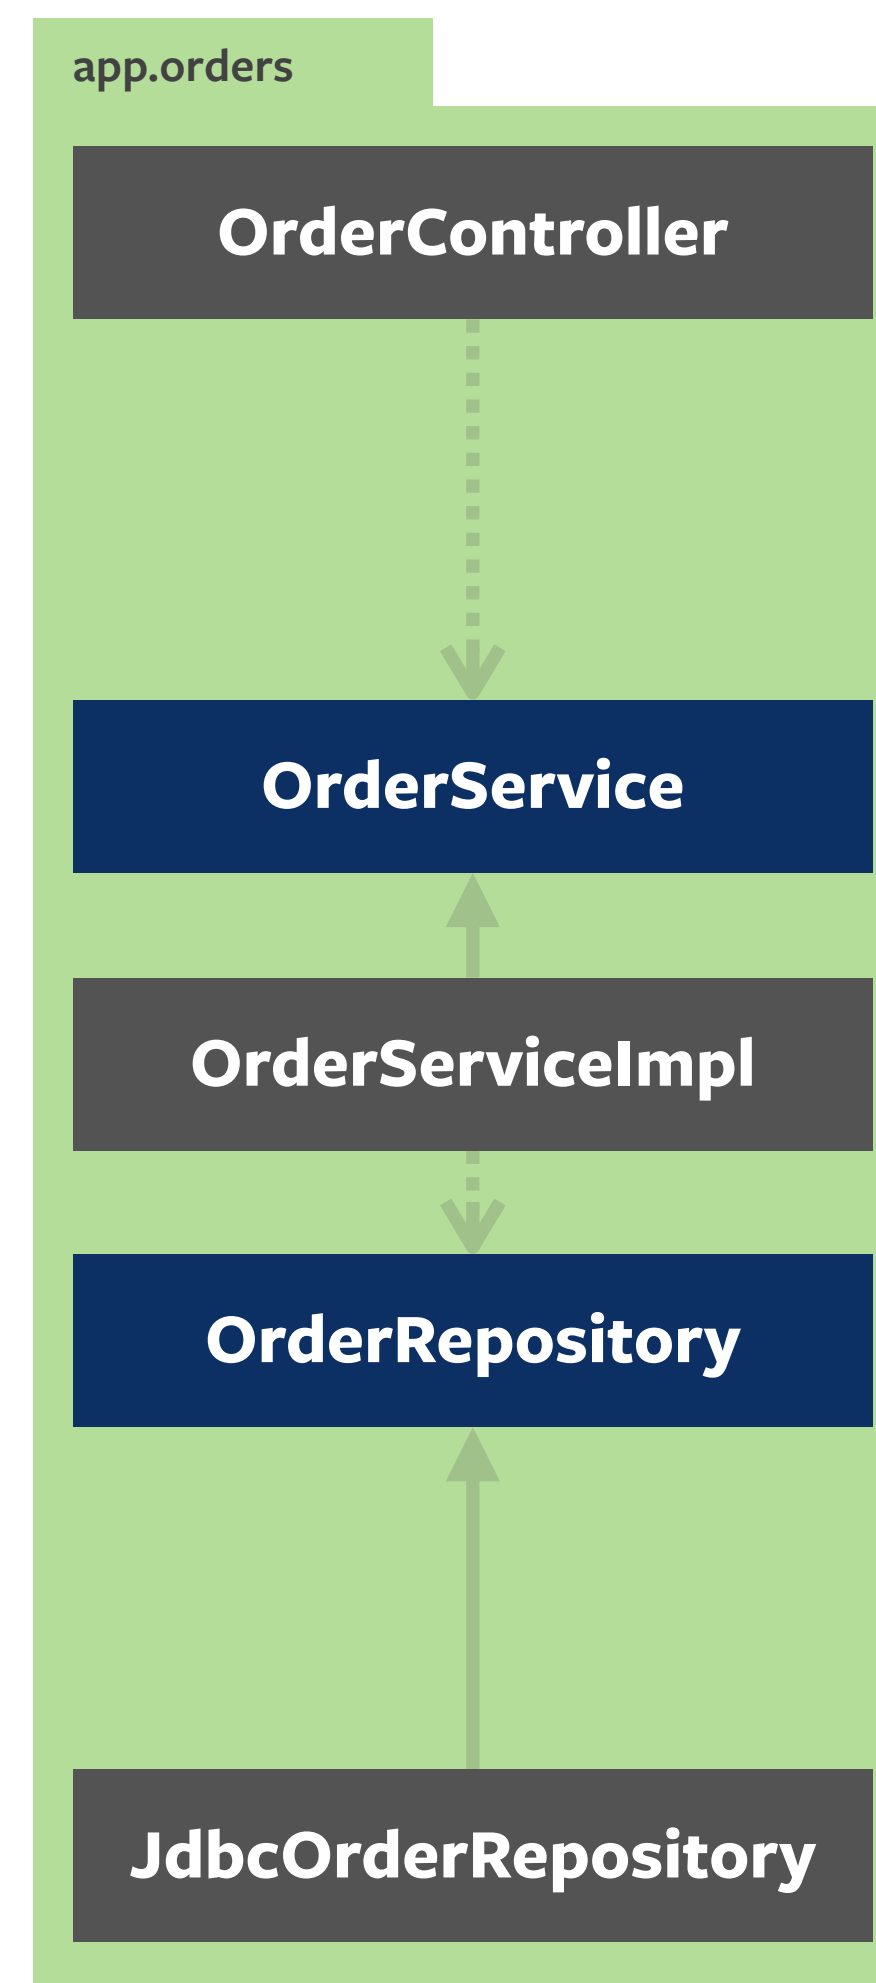 app.orders
OrderController
OrderService
OrderServiceImpl
OrderRepository
JdbcOrderRepository